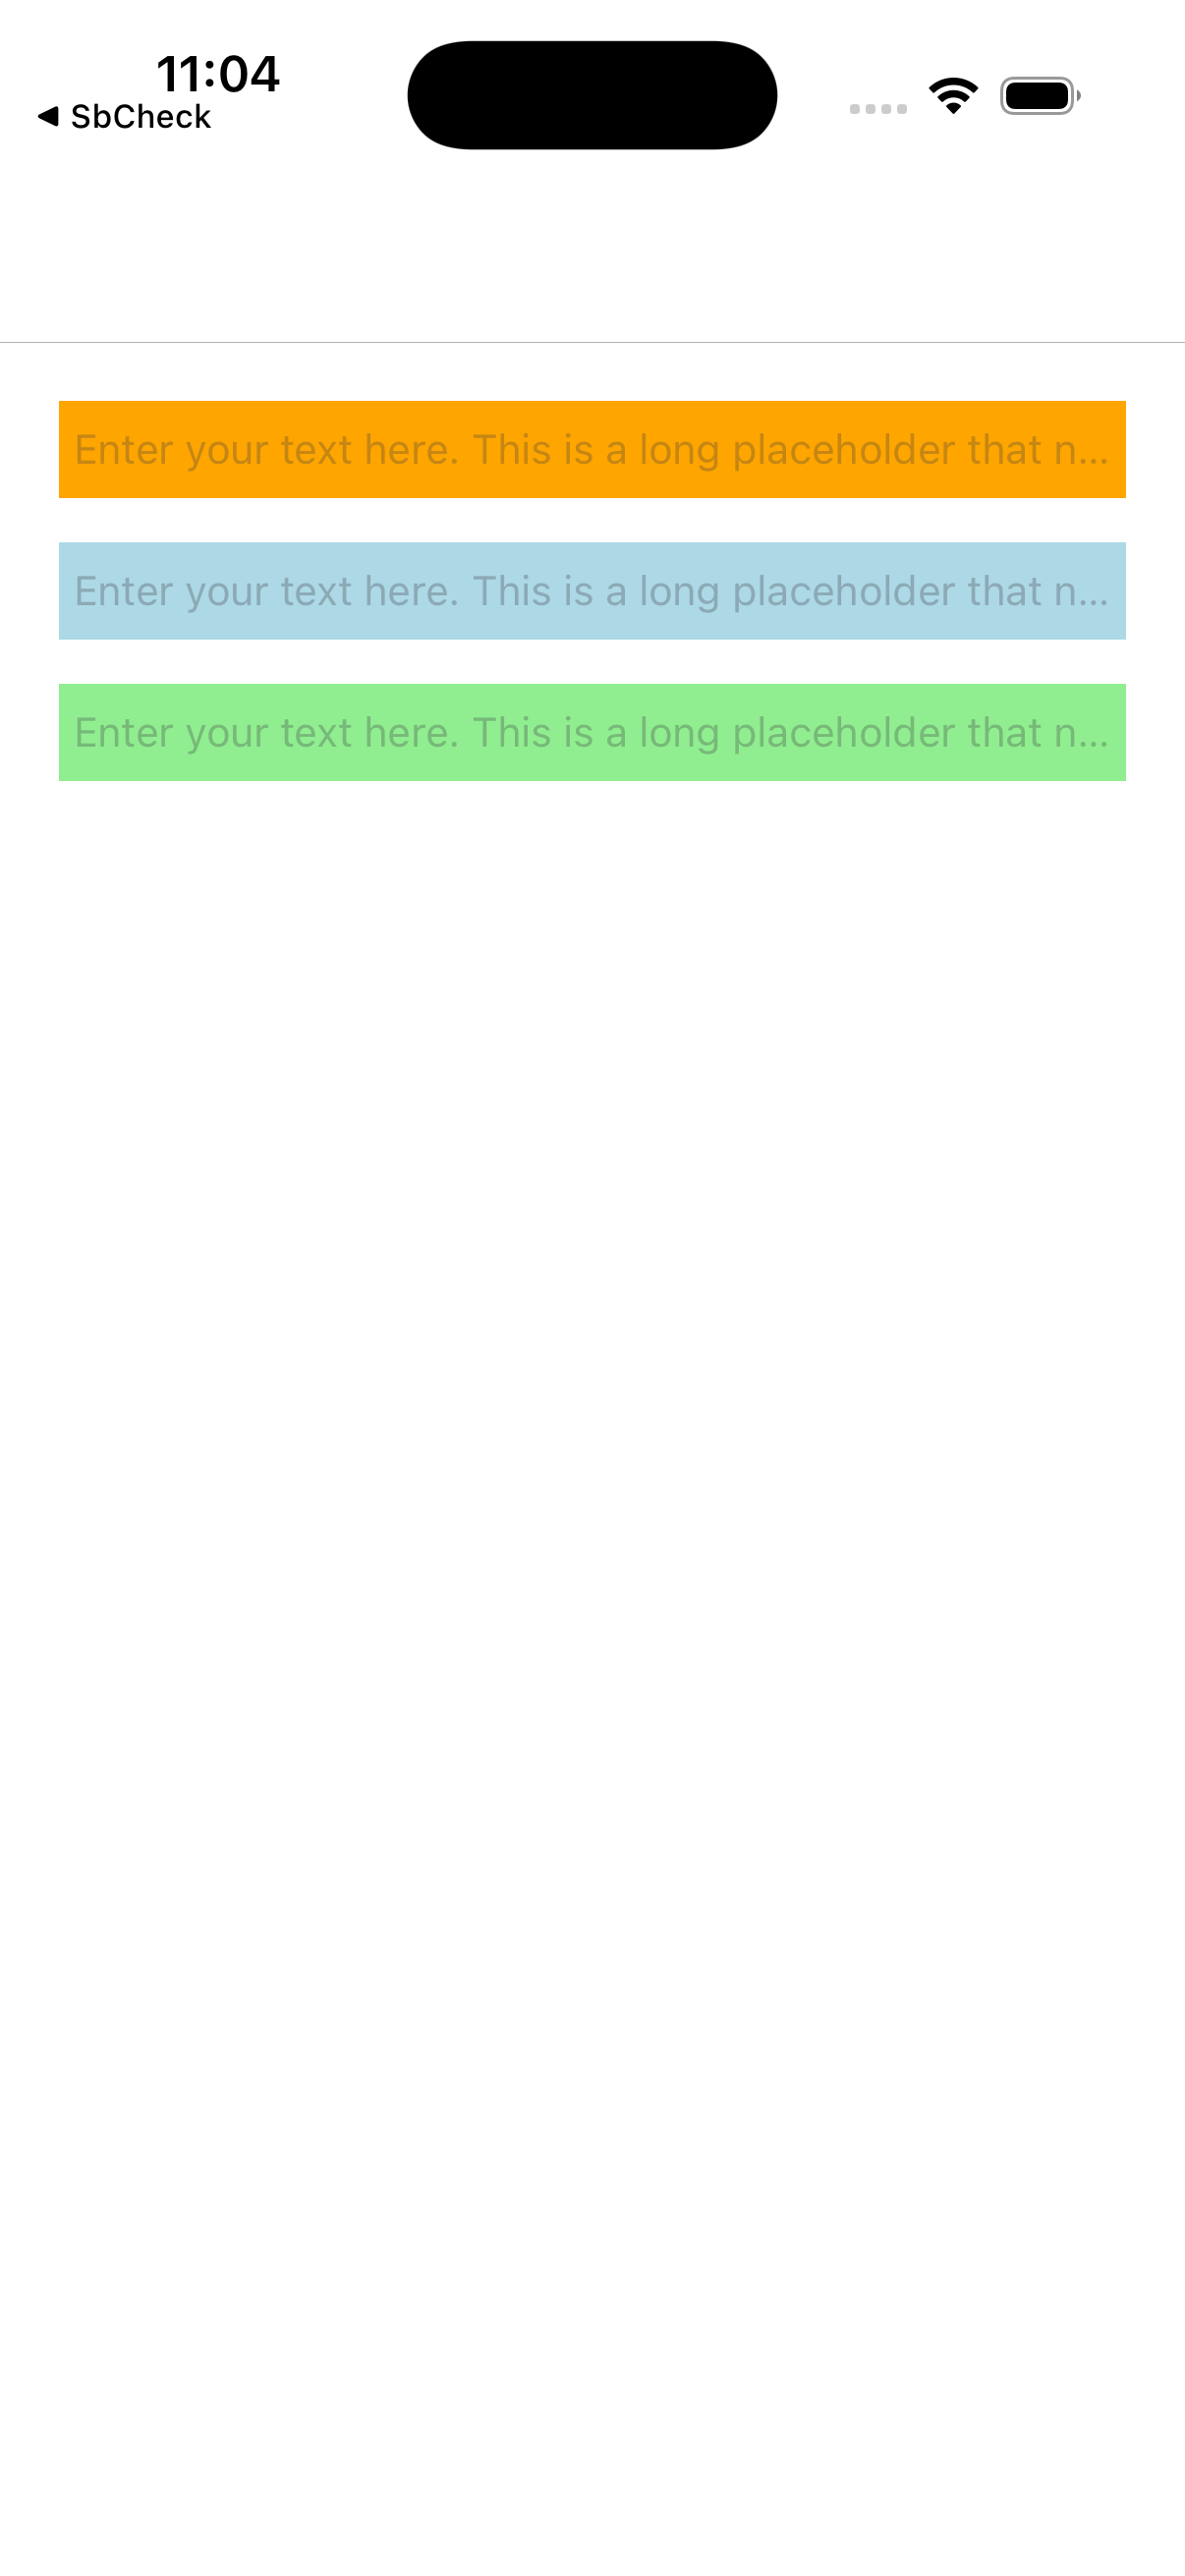 11:04
◀ SbCheck
Enter your text here. This is a long placeholder that n...
Enter your text here. This is a long placeholder that n...
Enter your text here. This is a long placeholder that n...